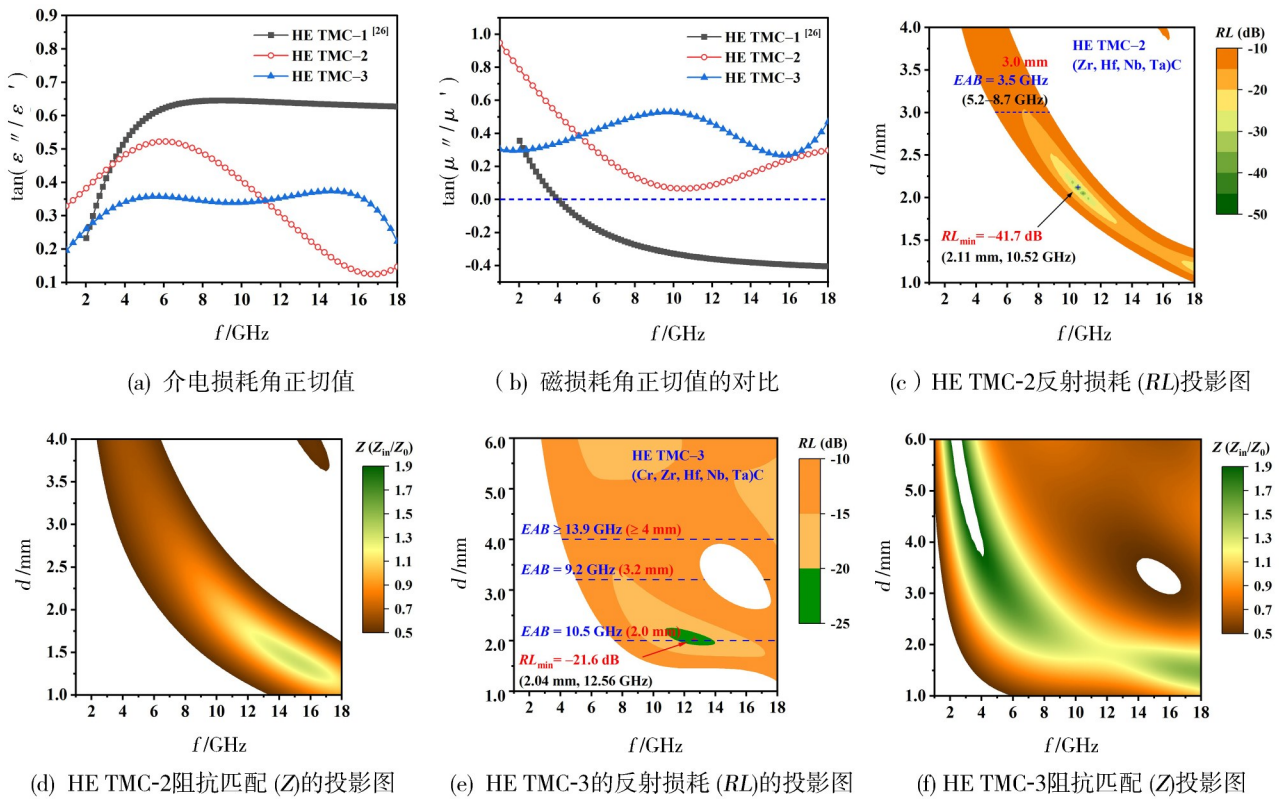 0.9
0.8
0.7
0.6
0.5
0.4
0.3
0.2
0.1
tan(ε″/ε′)
HE TMC–1 [26]
HE TMC–2
HE TMC–3
2 4 6 8 10 12 14 16 18
f/GHz
(a) 介电损耗角正切值
1.0
0.8
0.6
0.4
0.2
0.0
-0.2
-0.4
tan(μ″/μ′)
HE TMC–1 [26]
HE TMC–2
HE TMC–3
2 4 6 8 10 12 14 16 18
f/GHz
(b) 磁损耗角正切值的对比
4.0
3.5
3.0
2.5
2.0
1.5
1.0
d/mm
HE TMC–2
(Zr, Hf, Nb, Ta)C
3.0 mm
EAB = 3.5 GHz
(5.2–8.7 GHz)
RLmin= –41.7 dB
(2.11 mm, 10.52 GHz)
2 4 6 8 10 12 14 16 18
f/GHz
RL (dB)
-10
-20
-30
-40
-50
(c) HE TMC-2反射损耗 (RL)投影图
4.0
3.5
3.0
2.5
2.0
1.5
1.0
d/mm
2 4 6 8 10 12 14 16 18
f/GHz
Z (Zin/Z0)
1.9
1.7
1.5
1.2
1.0
0.9
0.7
0.5
(d) HE TMC-2阻抗匹配 (Z)的投影图
6.0
5.0
4.0
3.0
2.0
1.0
d/mm
HE TMC–3
(Cr, Zr, Hf, Nb, Ta)C
EAB ≥ 13.9 GHz (≥ 4 mm)
EAB = 9.2 GHz (3.2 mm)
EAB = 10.5 GHz (2.0 mm)
RLmin= –21.6 dB
(2.04 mm, 12.56 GHz)
2 4 6 8 10 12 14 16 18
f/GHz
RL (dB)
-10
-15
-20
-25
(e) HE TMC-3的反射损耗 (RL)的投影图
6.0
5.0
4.0
3.0
2.0
1.0
d/mm
2 4 6 8 10 12 14 16 18
f/GHz
Z (Zin/Z0)
1.9
1.7
1.5
1.2
1.0
0.9
0.7
0.5
(f) HE TMC-3阻抗匹配 (Z)投影图